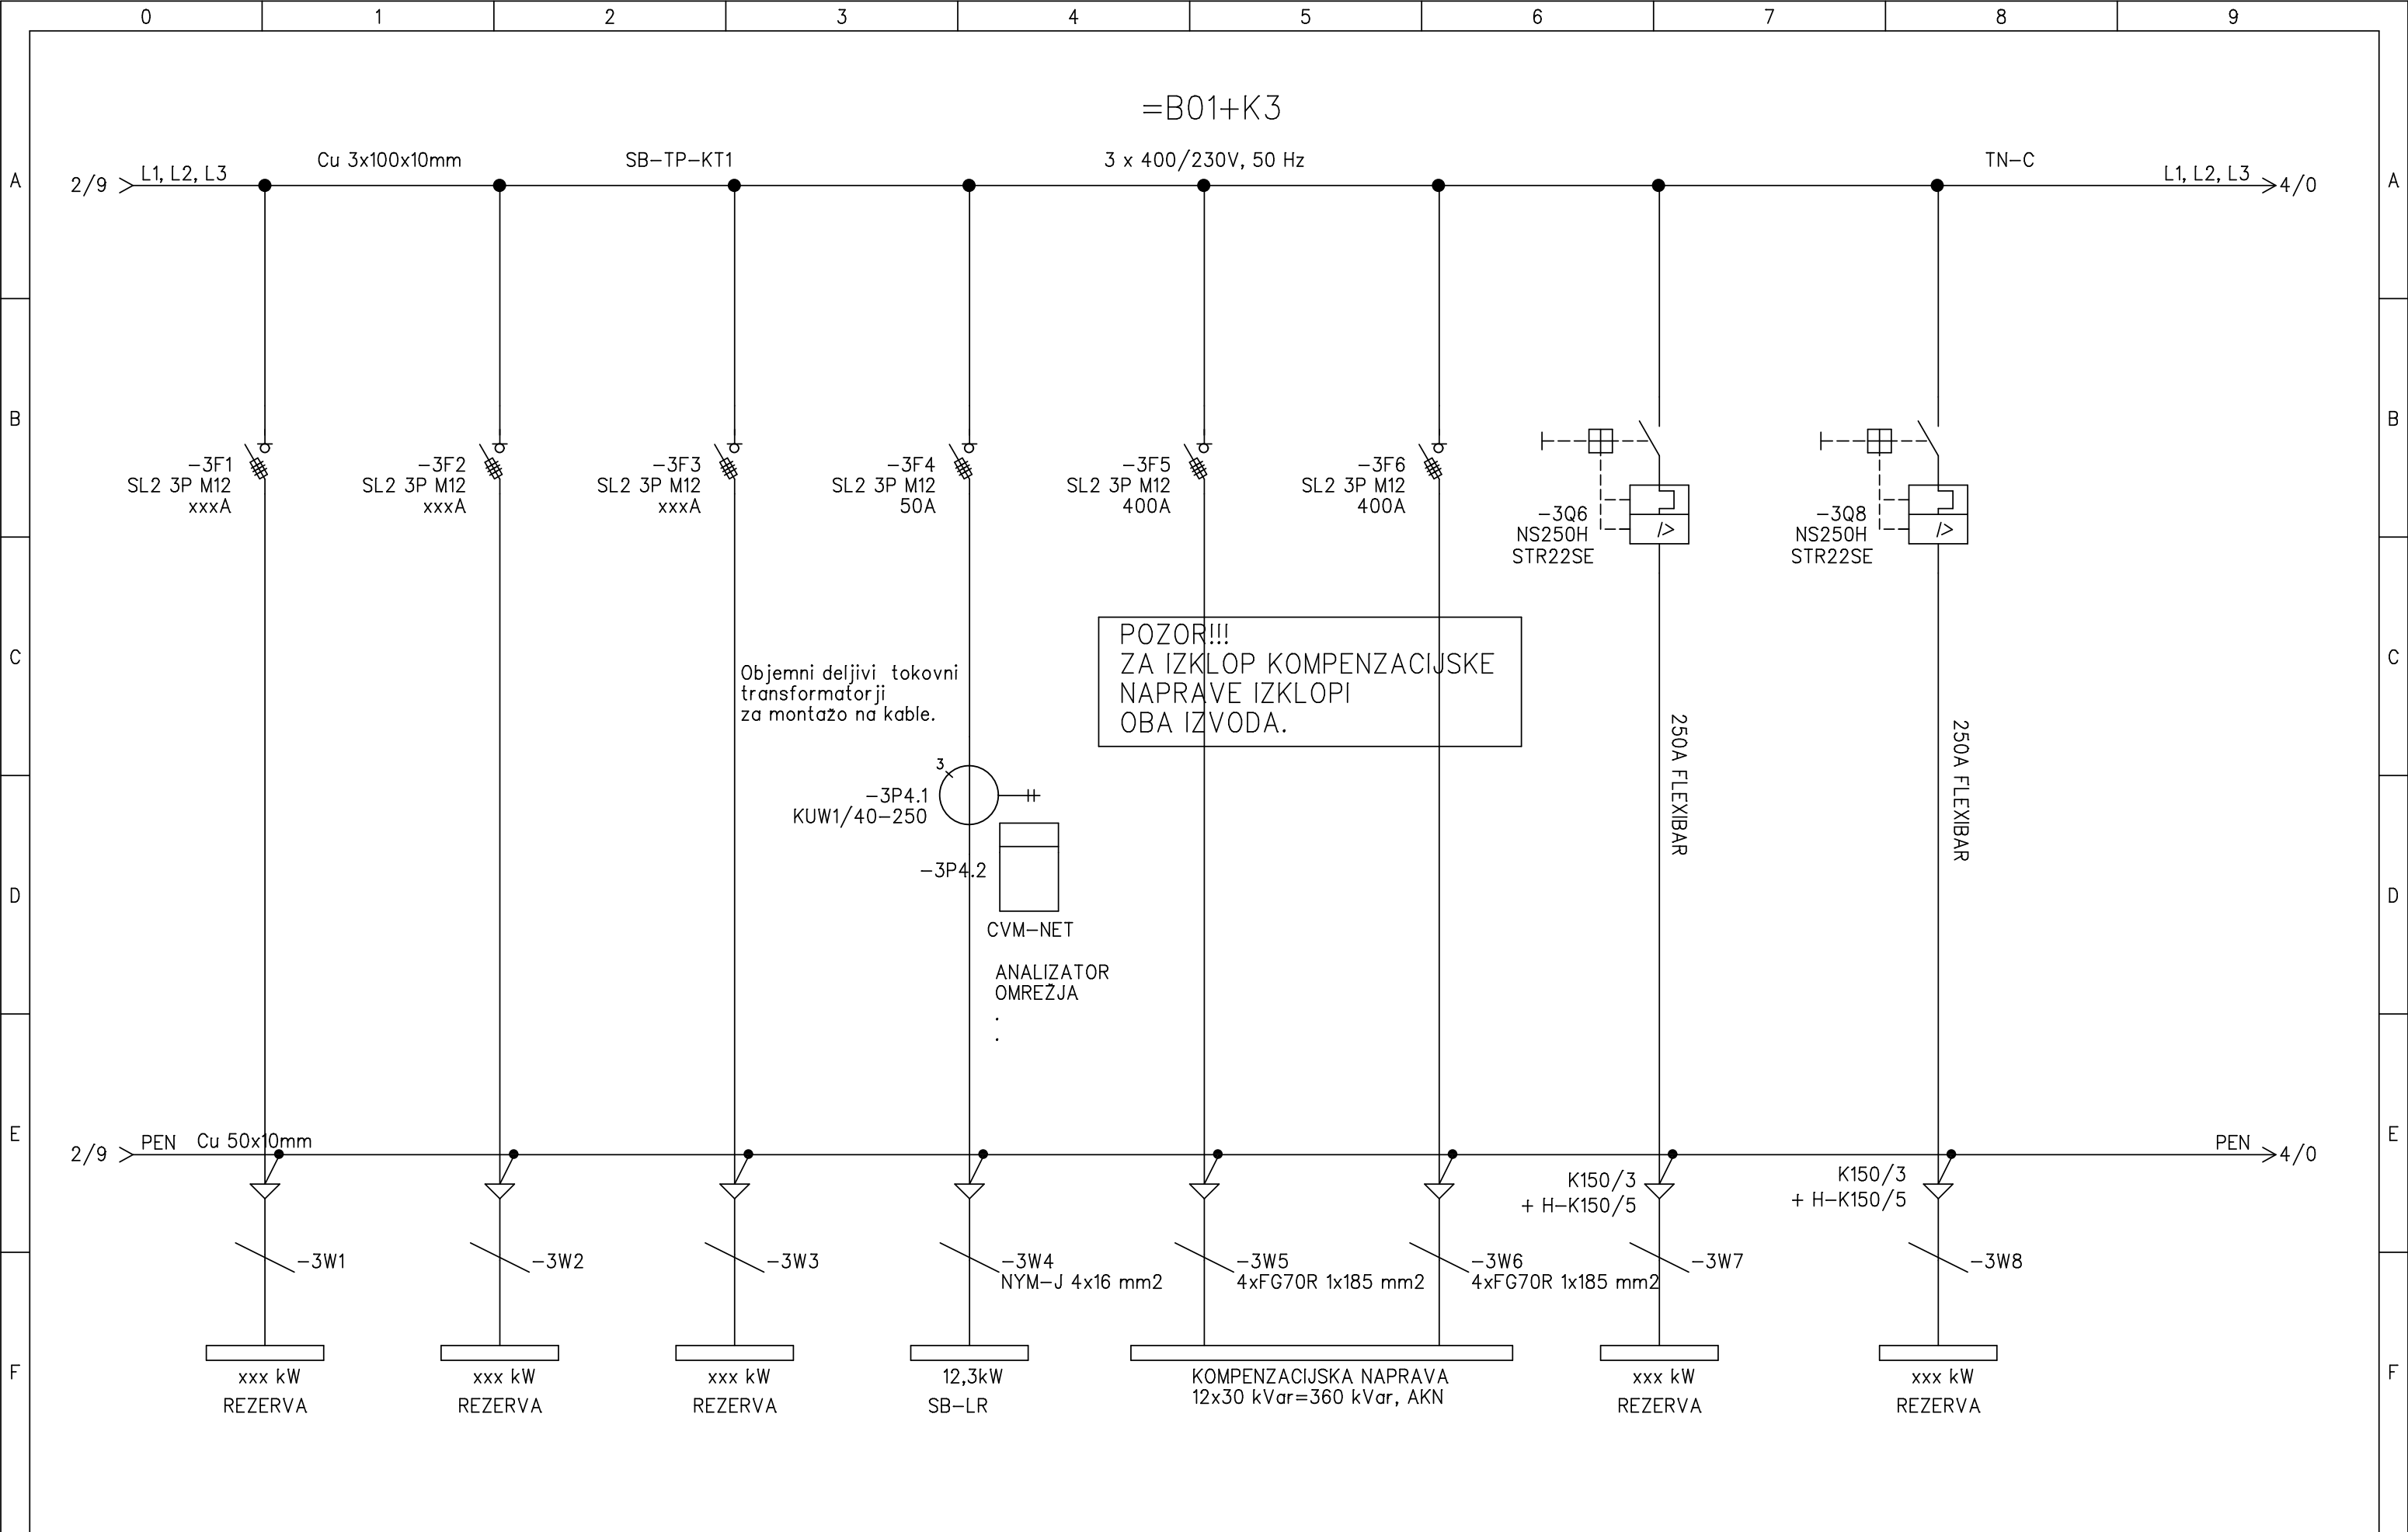 0 1 2 3 4 5 6 7 8 9
=B01+K3
A
2/9
L1, L2, L3
Cu 3x100x10mm
SB-TP-KT1
3 x 400/230V, 50 Hz
TN-C
L1, L2, L3
4/0
A
B
-3F1
SL2 3P M12
xxxA
-3F2
SL2 3P M12
xxxA
-3F3
SL2 3P M12
xxxA
-3F4
SL2 3P M12
50A
-3F5
SL2 3P M12
400A
-3F6
SL2 3P M12
400A
-3Q6
NS250H
STR22SE
I>
-3Q8
NS250H
STR22SE
I>
B
C
Objemni deljivi tokovni
transformatorji
za montažo na kable.
POZOR!!!
ZA IZKLOP KOMPENZACIJSKE
NAPRAVE IZKLOPI
OBA IZVODA.
250A FLEXIBAR
250A FLEXIBAR
C
D
3
-3P4.1
KUW1/40-250
-3P4.2
CVM-NET
ANALIZATOR
OMREŽJA
.
.
D
E
2/9
PEN
Cu 50x10mm
PEN
4/0
E
K150/3
+ H-K150/5
K150/3
+ H-K150/5
-3W1
-3W2
-3W3
-3W4
NYM-J 4x16 mm2
-3W5
4xFG70R 1x185 mm2
-3W6
4xFG70R 1x185 mm2
-3W7
-3W8
F
xxx kW
REZERVA
xxx kW
REZERVA
xxx kW
REZERVA
12,3kW
SB-LR
KOMPENZACIJSKA NAPRAVA
12x30 kVar=360 kVar, AKN
xxx kW
REZERVA
xxx kW
REZERVA
F